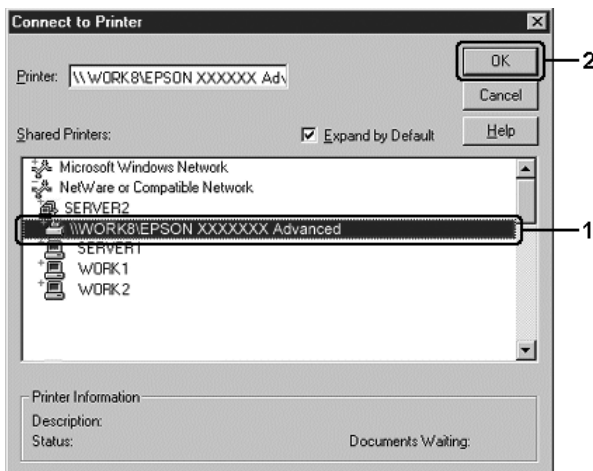 Connect to Printer
OK
2
Printer: \\WORK8\EPSON XXXXXX Adv
Cancel
Shared Printers:
Expand by Default
Help
Microsoft Windows Network
NetWare or Compatible Network
SERVER2
\\WORK8\EPSON XXXXXXX Advanced
1
SERVER1
WORK1
WORK2
Printer Information
Description:
Status:
Documents Waiting: